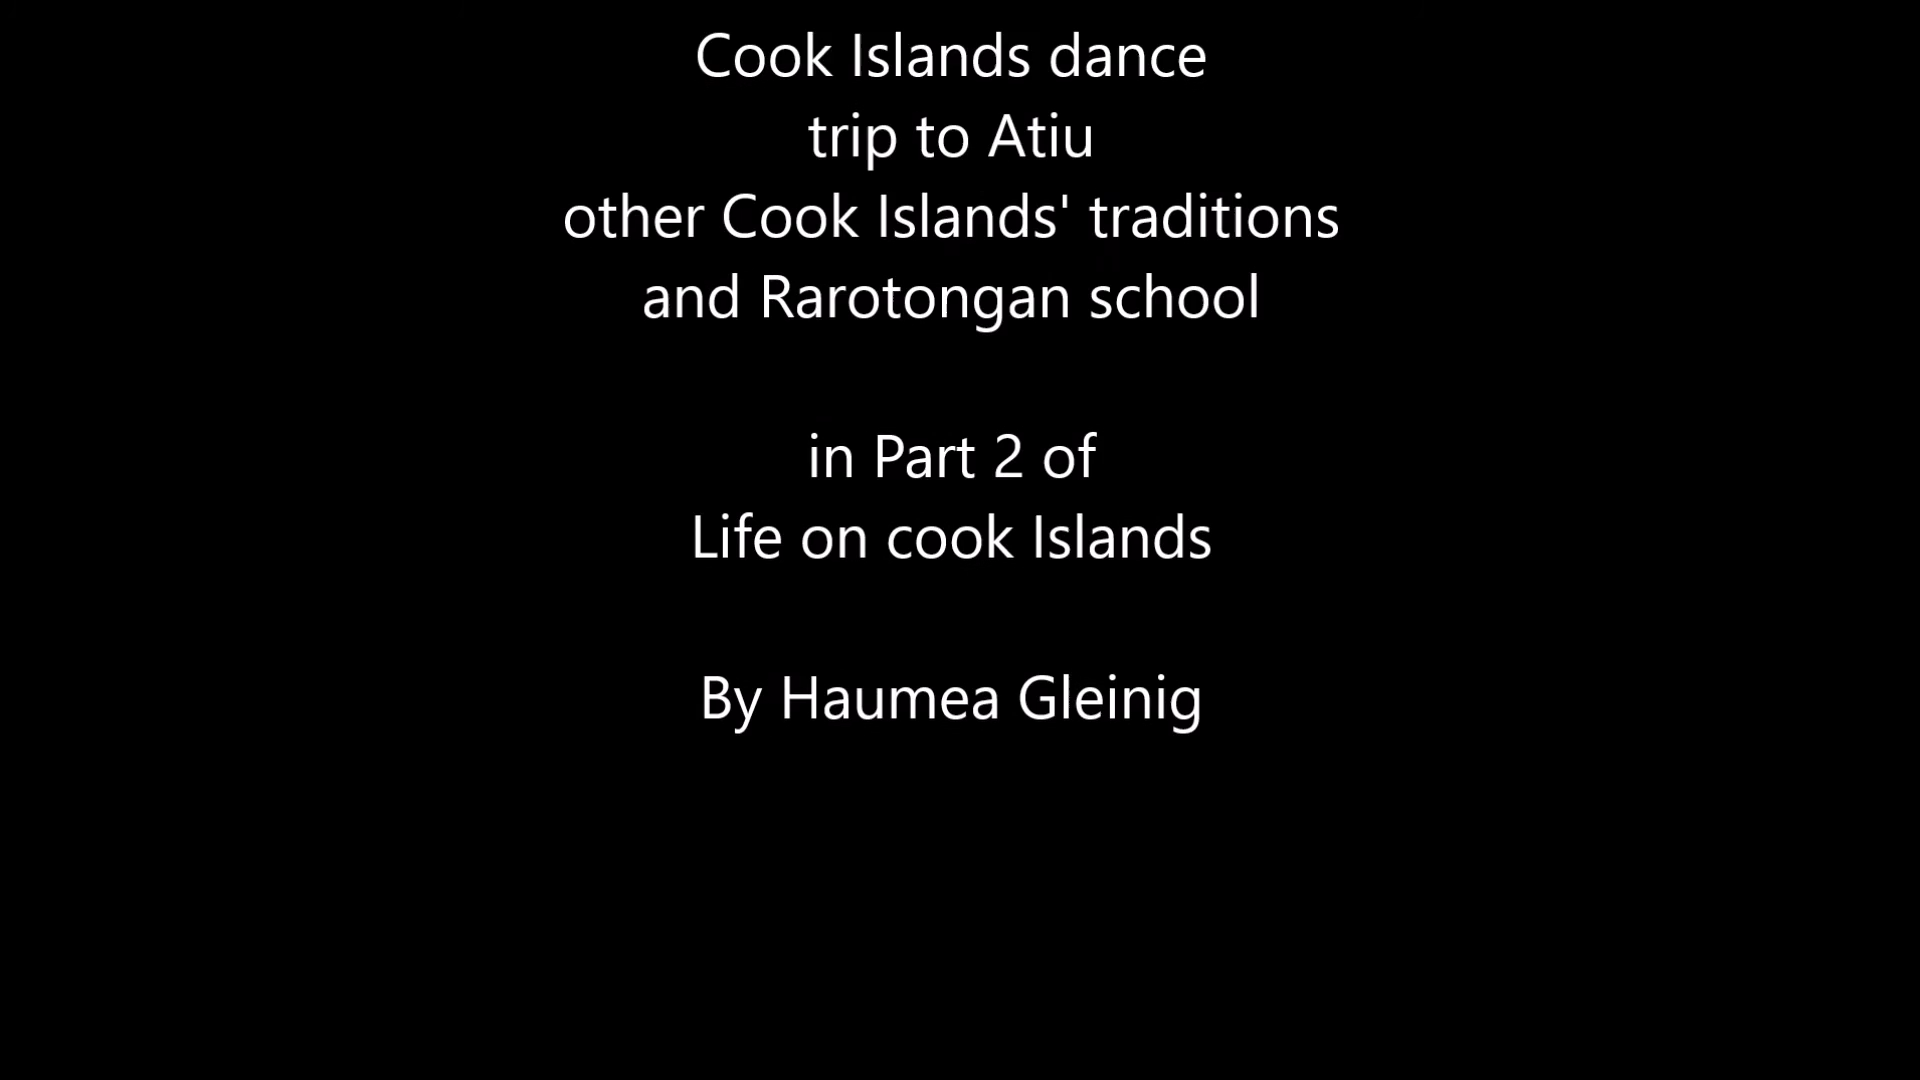 Cook Islands dance
trip to Atiu
other Cook Islands' traditions
and Rarotongan school
in Part 2 of
Life on cook Islands
By Haumea Gleinig